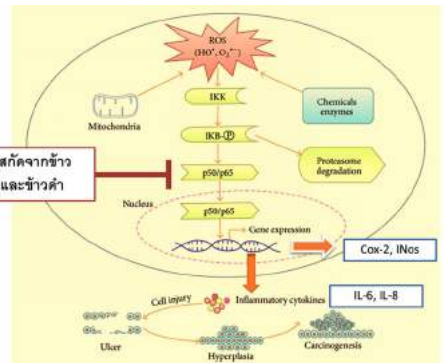 ROS
(HO•, O₂•−)
IKK
Mitochondria
Chemicals
enzymes
IKB-Ⓟ
Proteasome
degradation
สกัดจากข้าว
และข้าวดำ
p50/p65
Nucleus
p50/p65
Gene expression
Cox-2, INos
Cell injury
Inflammatory cytokines
IL-6, IL-8
Ulcer
Hyperplasia
Carcinogenesis